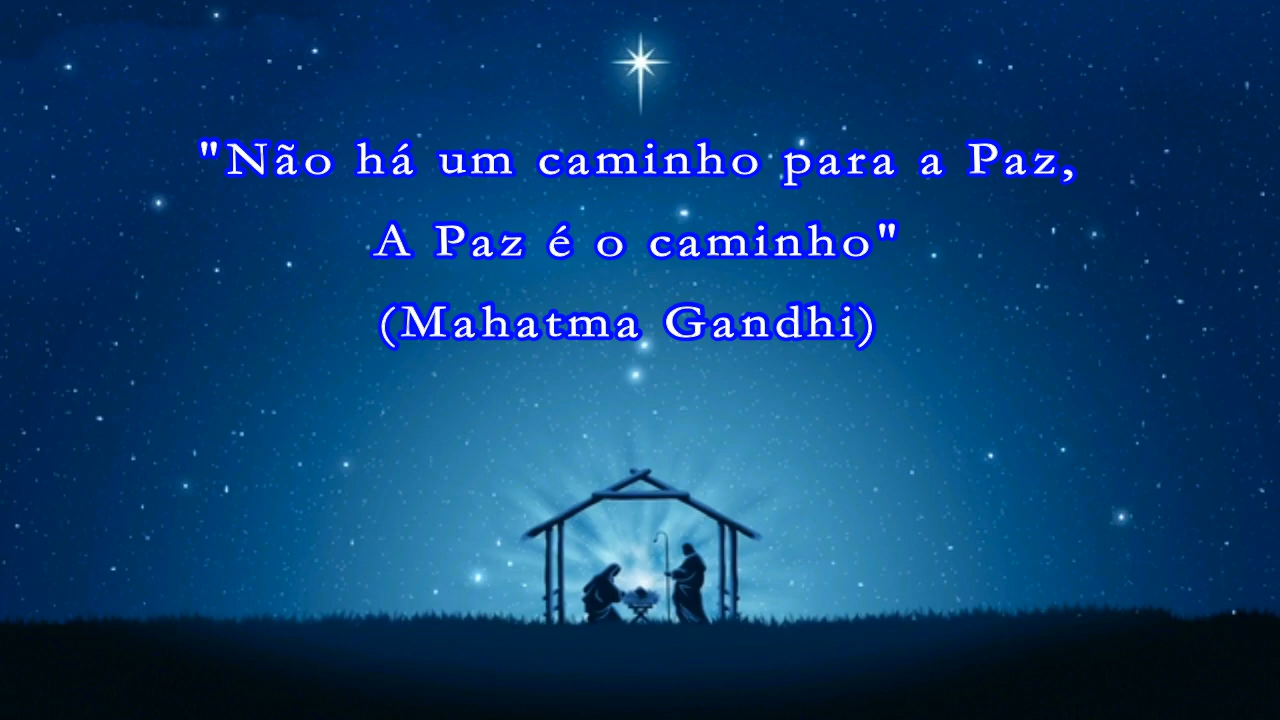 "Não há um caminho para a Paz,
A Paz é o caminho"
(Mahatma Gandhi)